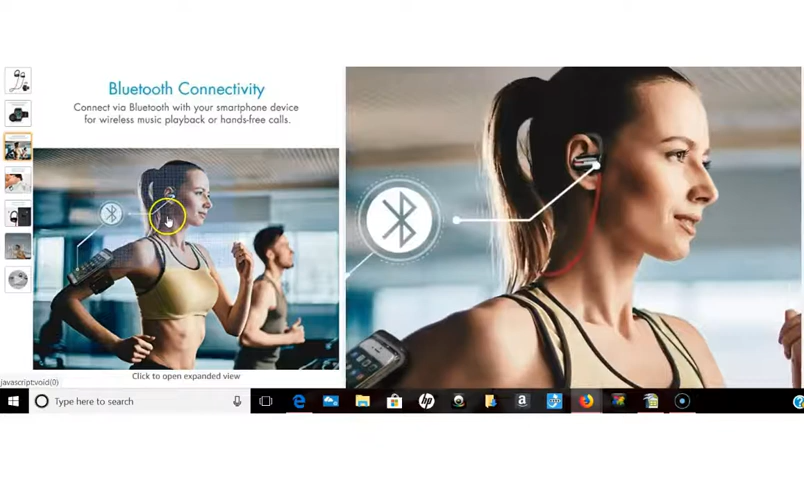 Bluetooth Connectivity
Connect via Bluetooth with your smartphone device
for wireless music playback or hands-free calls.
Click to open expanded view
javascript:void(0)
Type here to search
hp
a
?